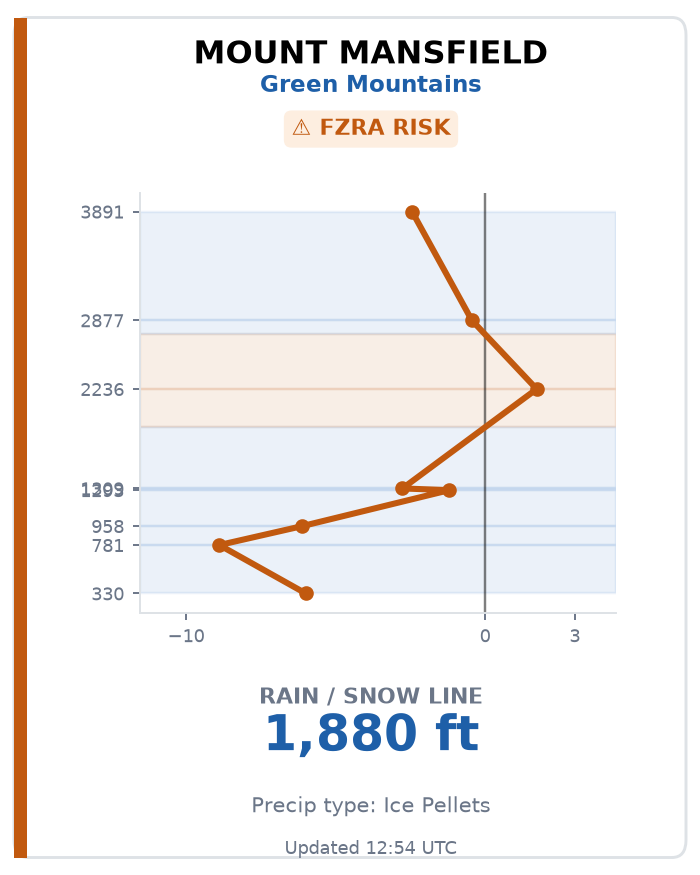 MOUNT MANSFIELD
Green Mountains
⚠ FZRA RISK
3891
2877
2236
958
781
330
−10
0
3
RAIN / SNOW LINE
1,880 ft
Precip type: Ice Pellets
Updated 12:54 UTC